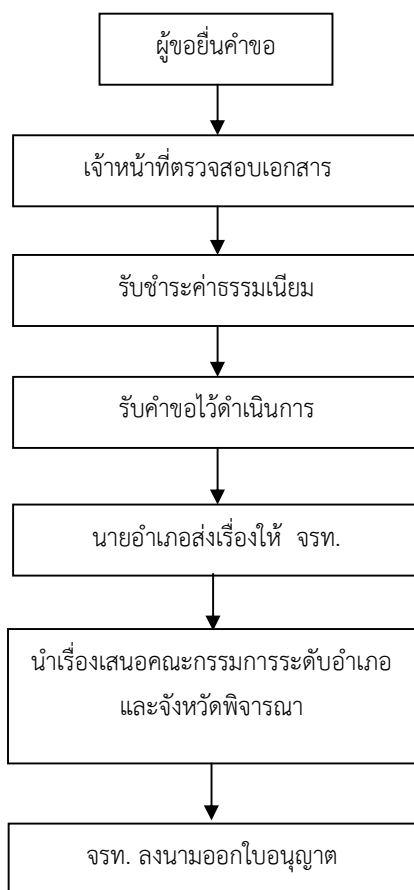 ผู้ขอยื่นคำขอ
เจ้าหน้าที่ตรวจสอบเอกสาร
รับชำระค่าธรรมเนียม
รับคำขอไว้ดำเนินการ
นายอำเภอส่งเรื่องให้ จรท.
นำเรื่องเสนอคณะกรรมการระดับอำเภอ
และจังหวัดพิจารณา
จรท. ลงนามออกใบอนุญาต